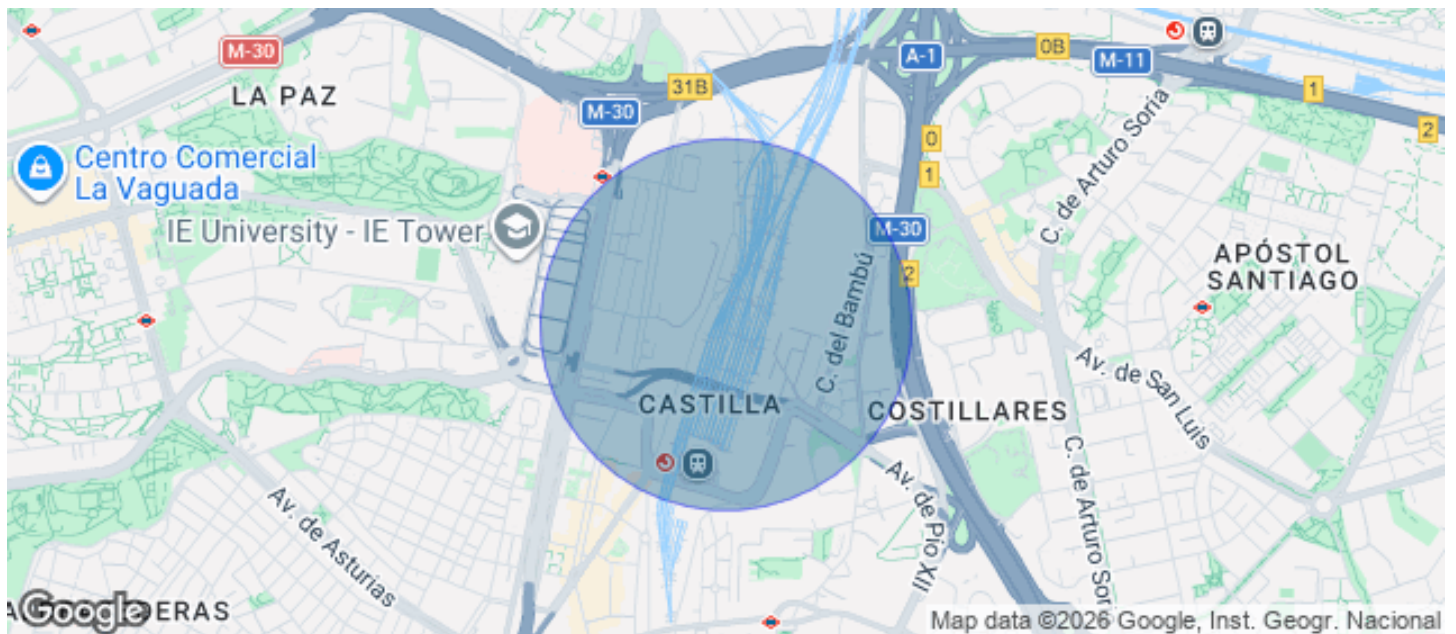 M-30
LA PAZ
31B
M-30
A-1
0B
M-11
1
2
Centro Comercial
La Vaguada
IE University - IE Tower
0
1
M-30
2
C. de Arturo Soria
APÓSTOL
SANTIAGO
C. del Bambú
CASTILLA
COSTILLARES
Av. de San Luis
Av. de Asturias
Av. de Pío XII
C. de Arturo Soria
Google
Map data ©2026 Google, Inst. Geogr. Nacional